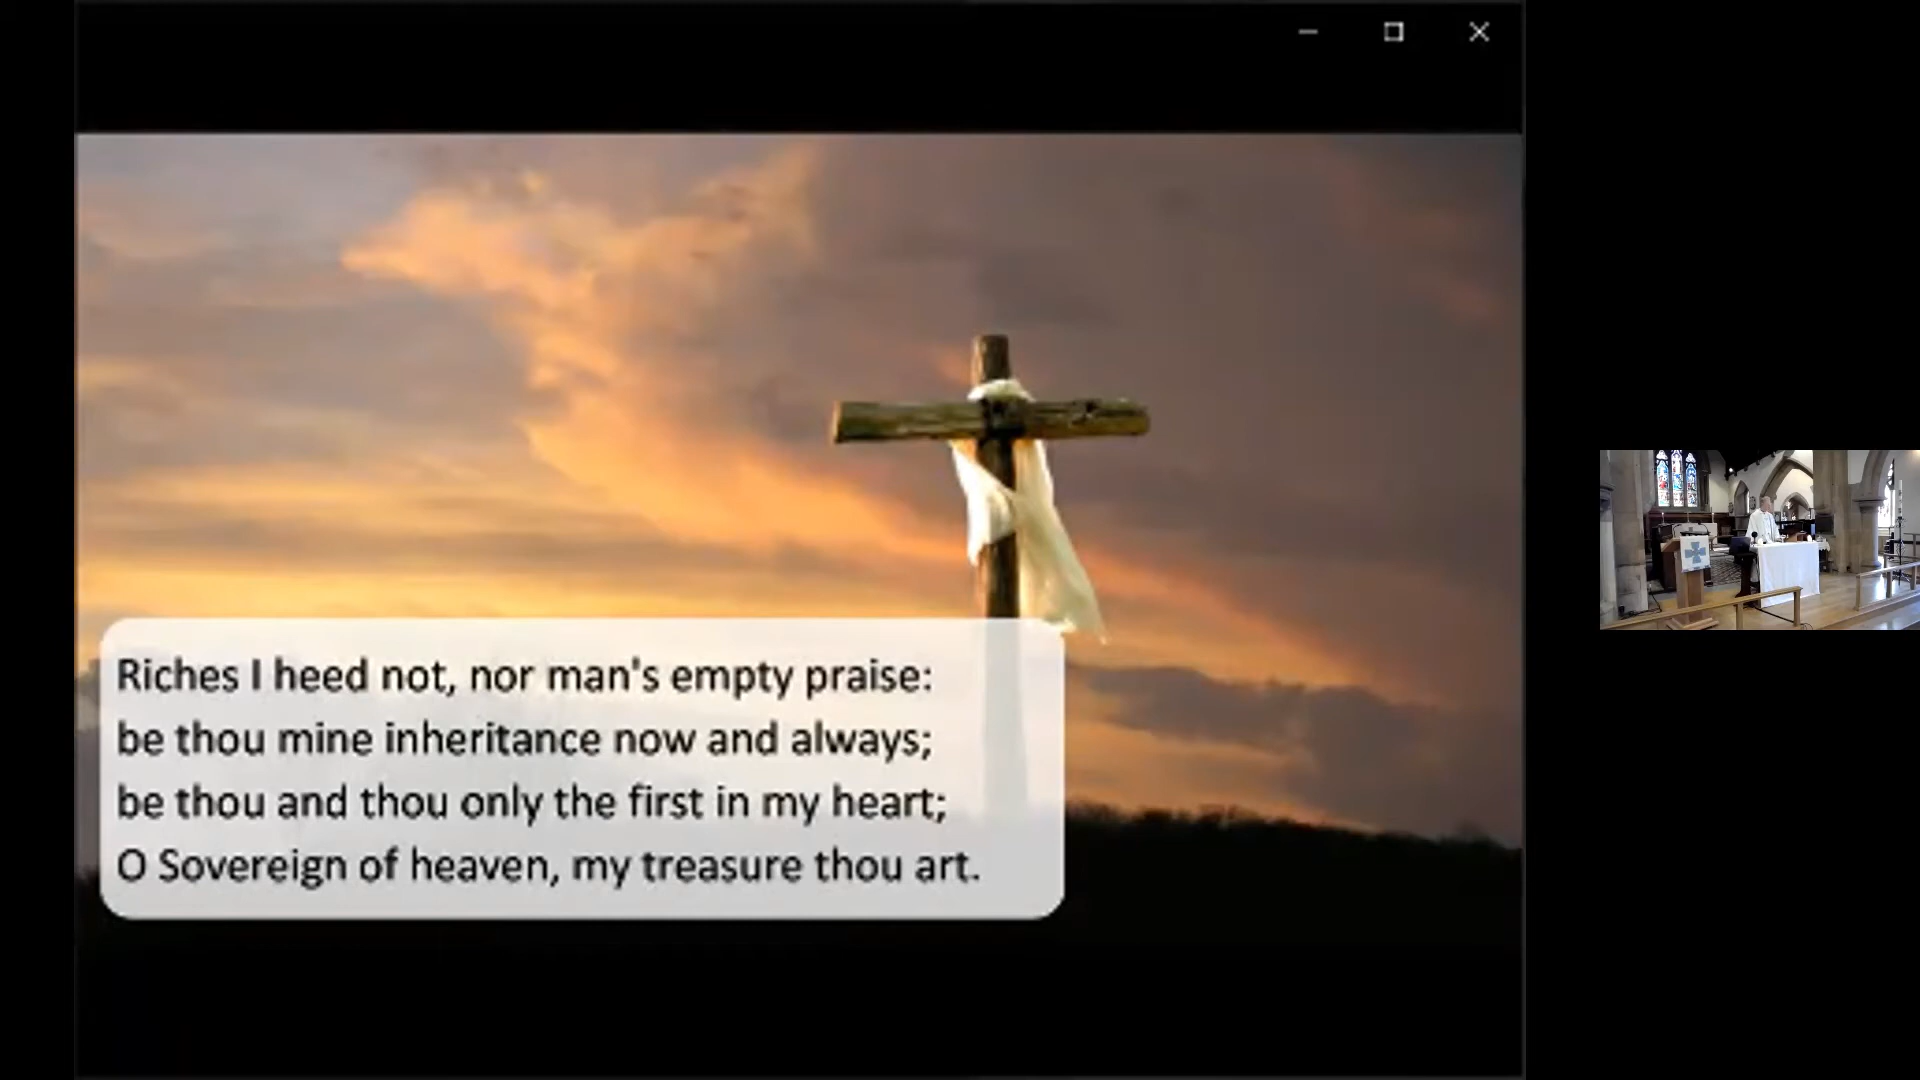 Riches I heed not, nor man's empty praise:
be thou mine inheritance now and always;
be thou and thou only the first in my heart;
O Sovereign of heaven, my treasure thou art.